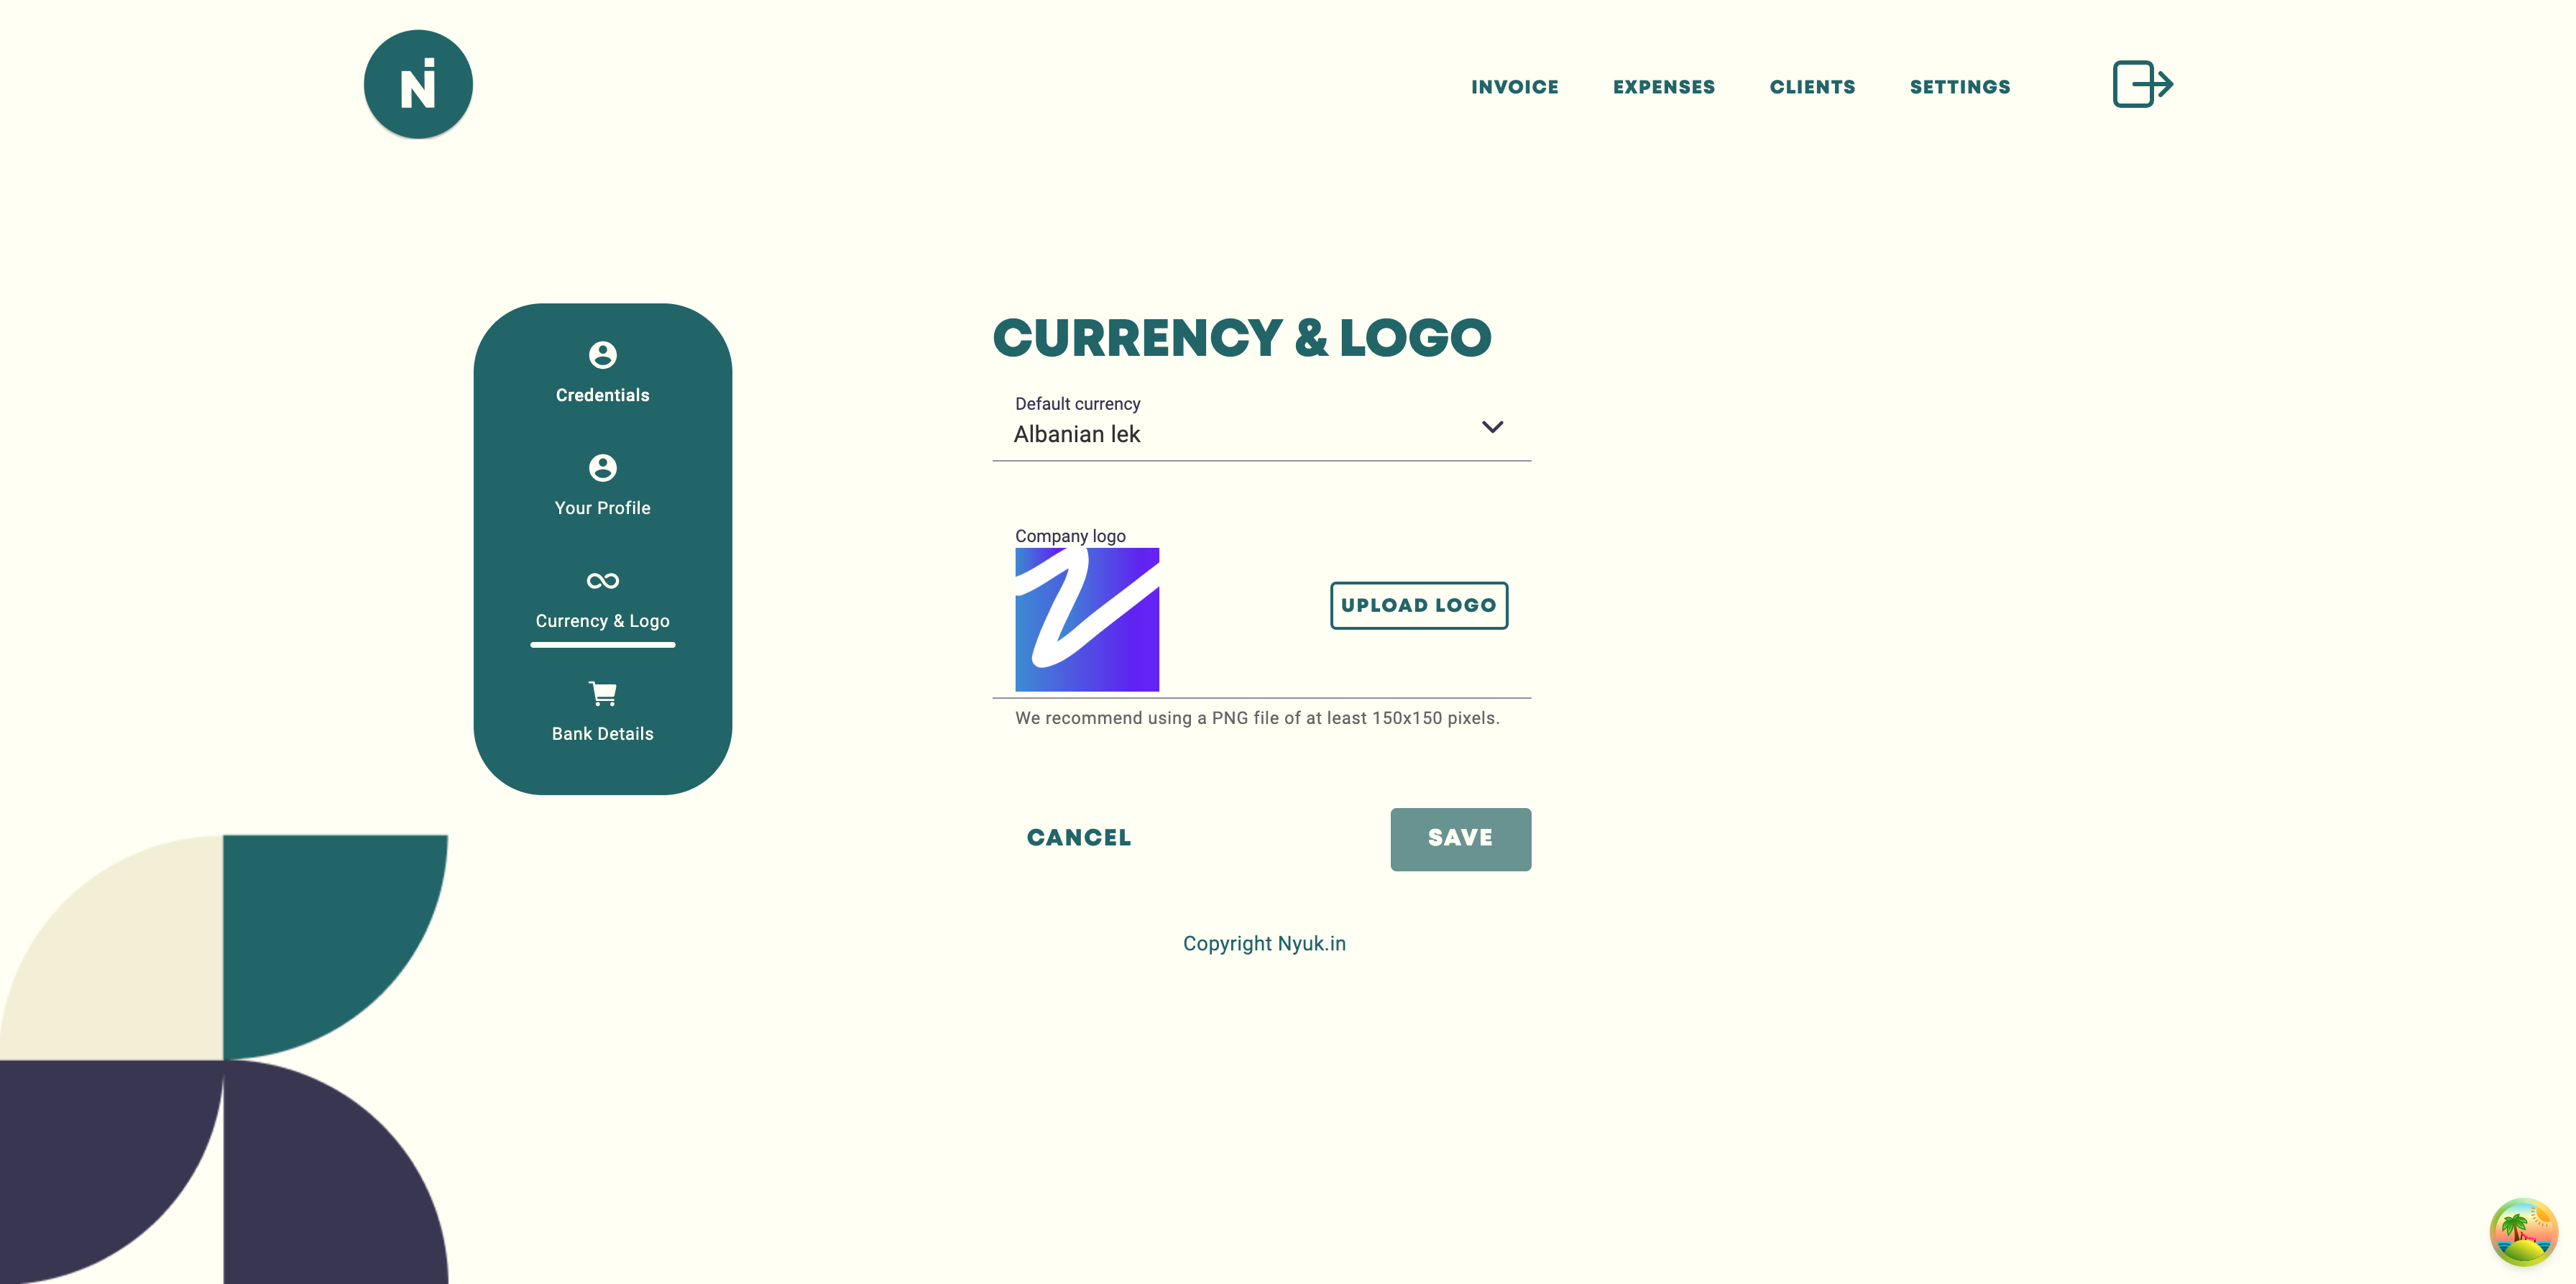 Ni
INVOICE
EXPENSES
CLIENTS
SETTINGS
Credentials
Your Profile
Currency & Logo
Bank Details
CURRENCY & LOGO
Default currency
Albanian lek
Company logo
UPLOAD LOGO
We recommend using a PNG file of at least 150x150 pixels.
CANCEL
SAVE
Copyright Nyuk.in